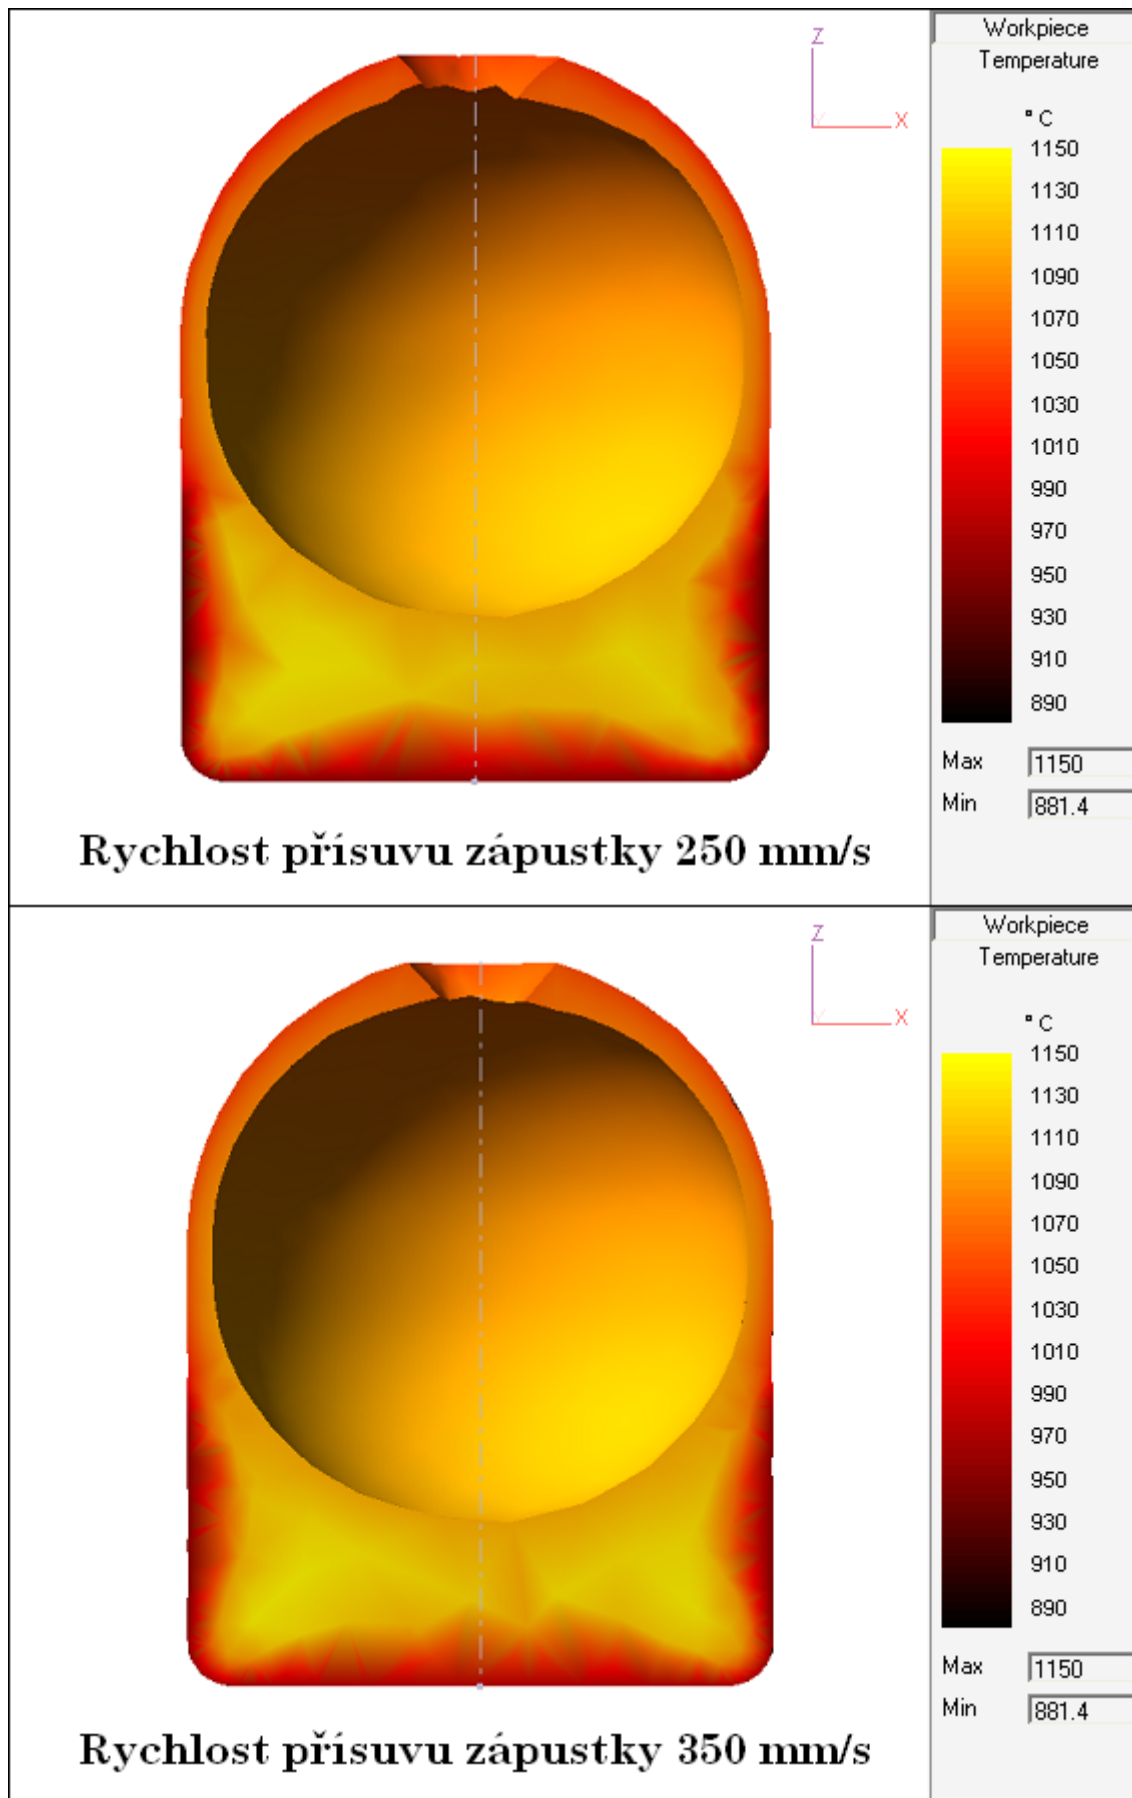 Workpiece
Temperature
Z
X
° C
1150
1130
1110
1090
1070
1050
1030
1010
990
970
950
930
910
890
Max 1150
Min 881.4
Rychlost přísuvu zápustky 250 mm/s
Workpiece
Temperature
Z
X
° C
1150
1130
1110
1090
1070
1050
1030
1010
990
970
950
930
910
890
Max 1150
Min 881.4
Rychlost přísuvu zápustky 350 mm/s